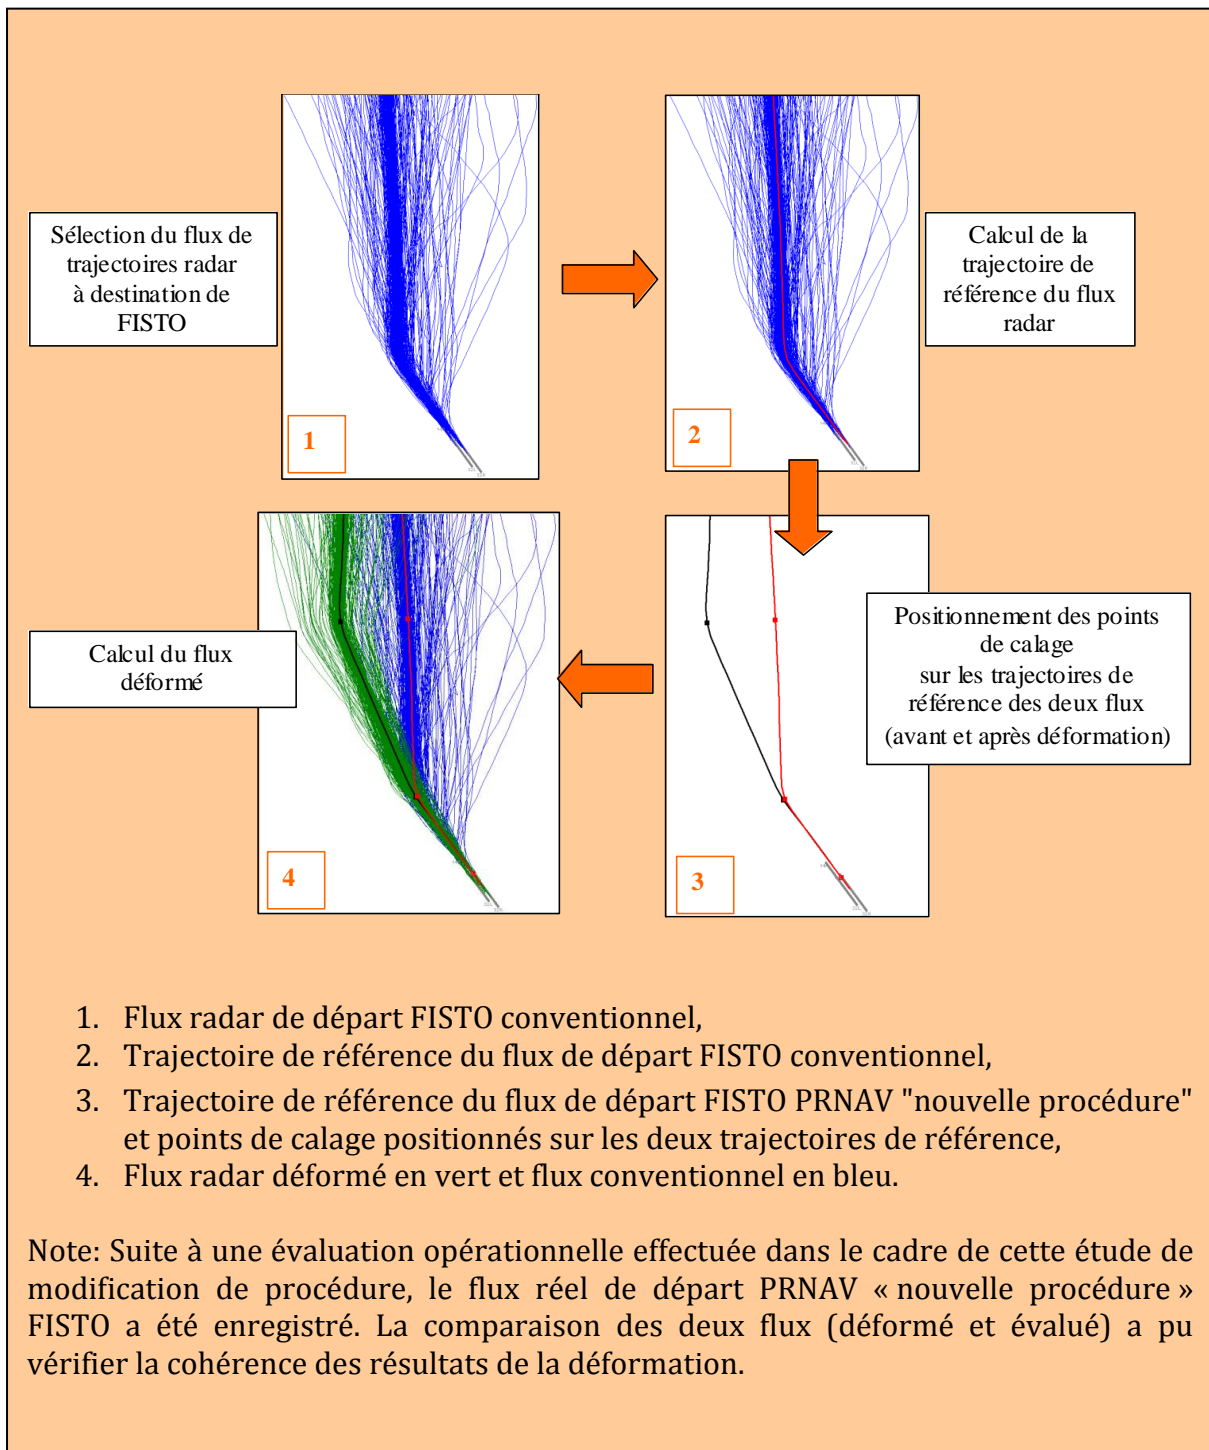 Sélection du flux de
trajectoires radar
à destination de
FISTO
1
2
Calcul de la
trajectoire de
référence du flux
radar
Calcul du flux
déformé
4
3
Positionnement des points
de calage
sur les trajectoires de
référence des deux flux
(avant et après déformation)
1. Flux radar de départ FISTO conventionnel,
2. Trajectoire de référence du flux de départ FISTO conventionnel,
3. Trajectoire de référence du flux de départ FISTO PRNAV "nouvelle procédure"
et points de calage positionnés sur les deux trajectoires de référence,
4. Flux radar déformé en vert et flux conventionnel en bleu.
Note: Suite à une évaluation opérationnelle effectuée dans le cadre de cette étude de
modification de procédure, le flux réel de départ PRNAV « nouvelle procédure »
FISTO a été enregistré. La comparaison des deux flux (déformé et évalué) a pu
vérifier la cohérence des résultats de la déformation.